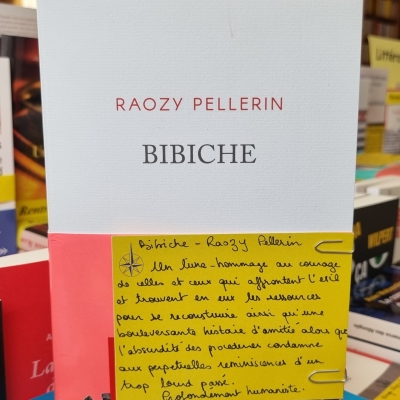 RAOZY PELLERIN
BIBICHE
Bibiche - Raozy Pellerin
Un livre-hommage au courage
de celles et ceux qui affrontent l'exil
et trouvent en eux les ressources
pour se reconstruire ainsi qu'une
bouleversante histoire d'amitié alors que
l'absurdité des procédures condamne
aux perpétuelles réminiscences d'un
trop lourd passé.
Profondément humaniste.
Littéra